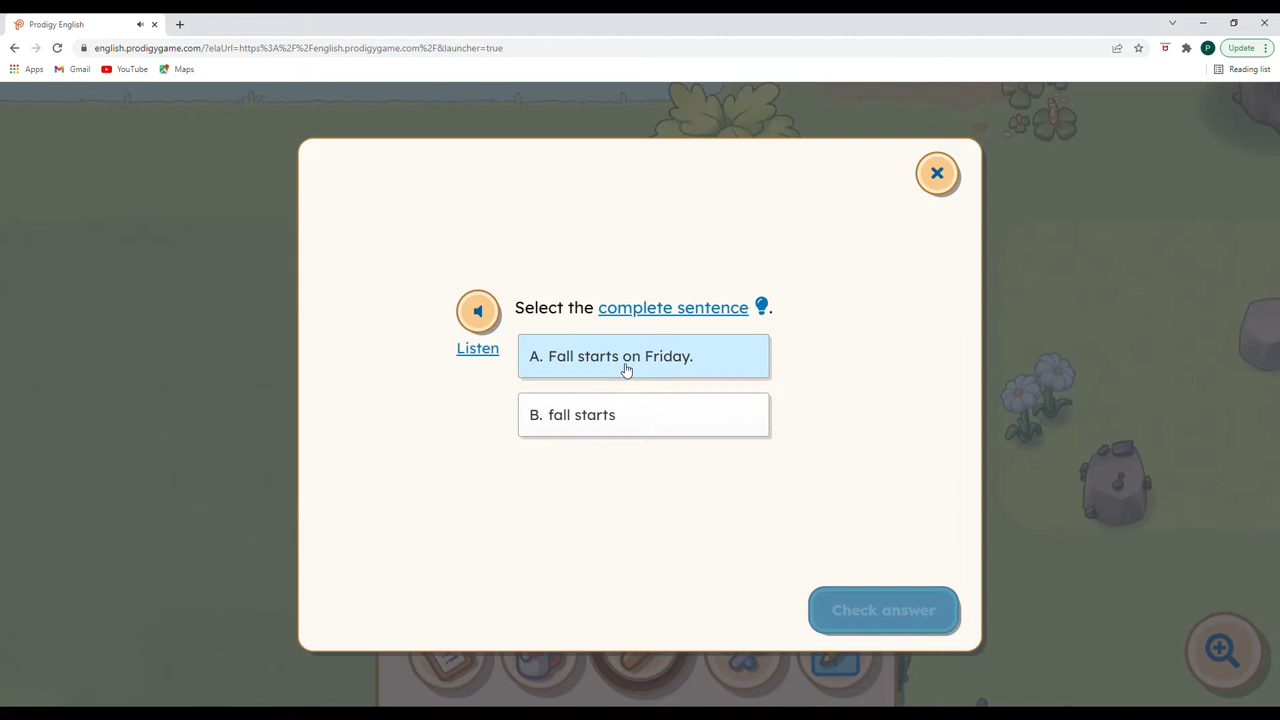 Prodigy English
english.prodigygame.com/?elaUrl=https%3A%2F%2Fenglish.prodigygame.com%2F&launcher=true
P
Update
Apps
Gmail
YouTube
Maps
Reading list
Select the complete sentence.
Listen
A. Fall starts on Friday.
B. fall starts
Check answer